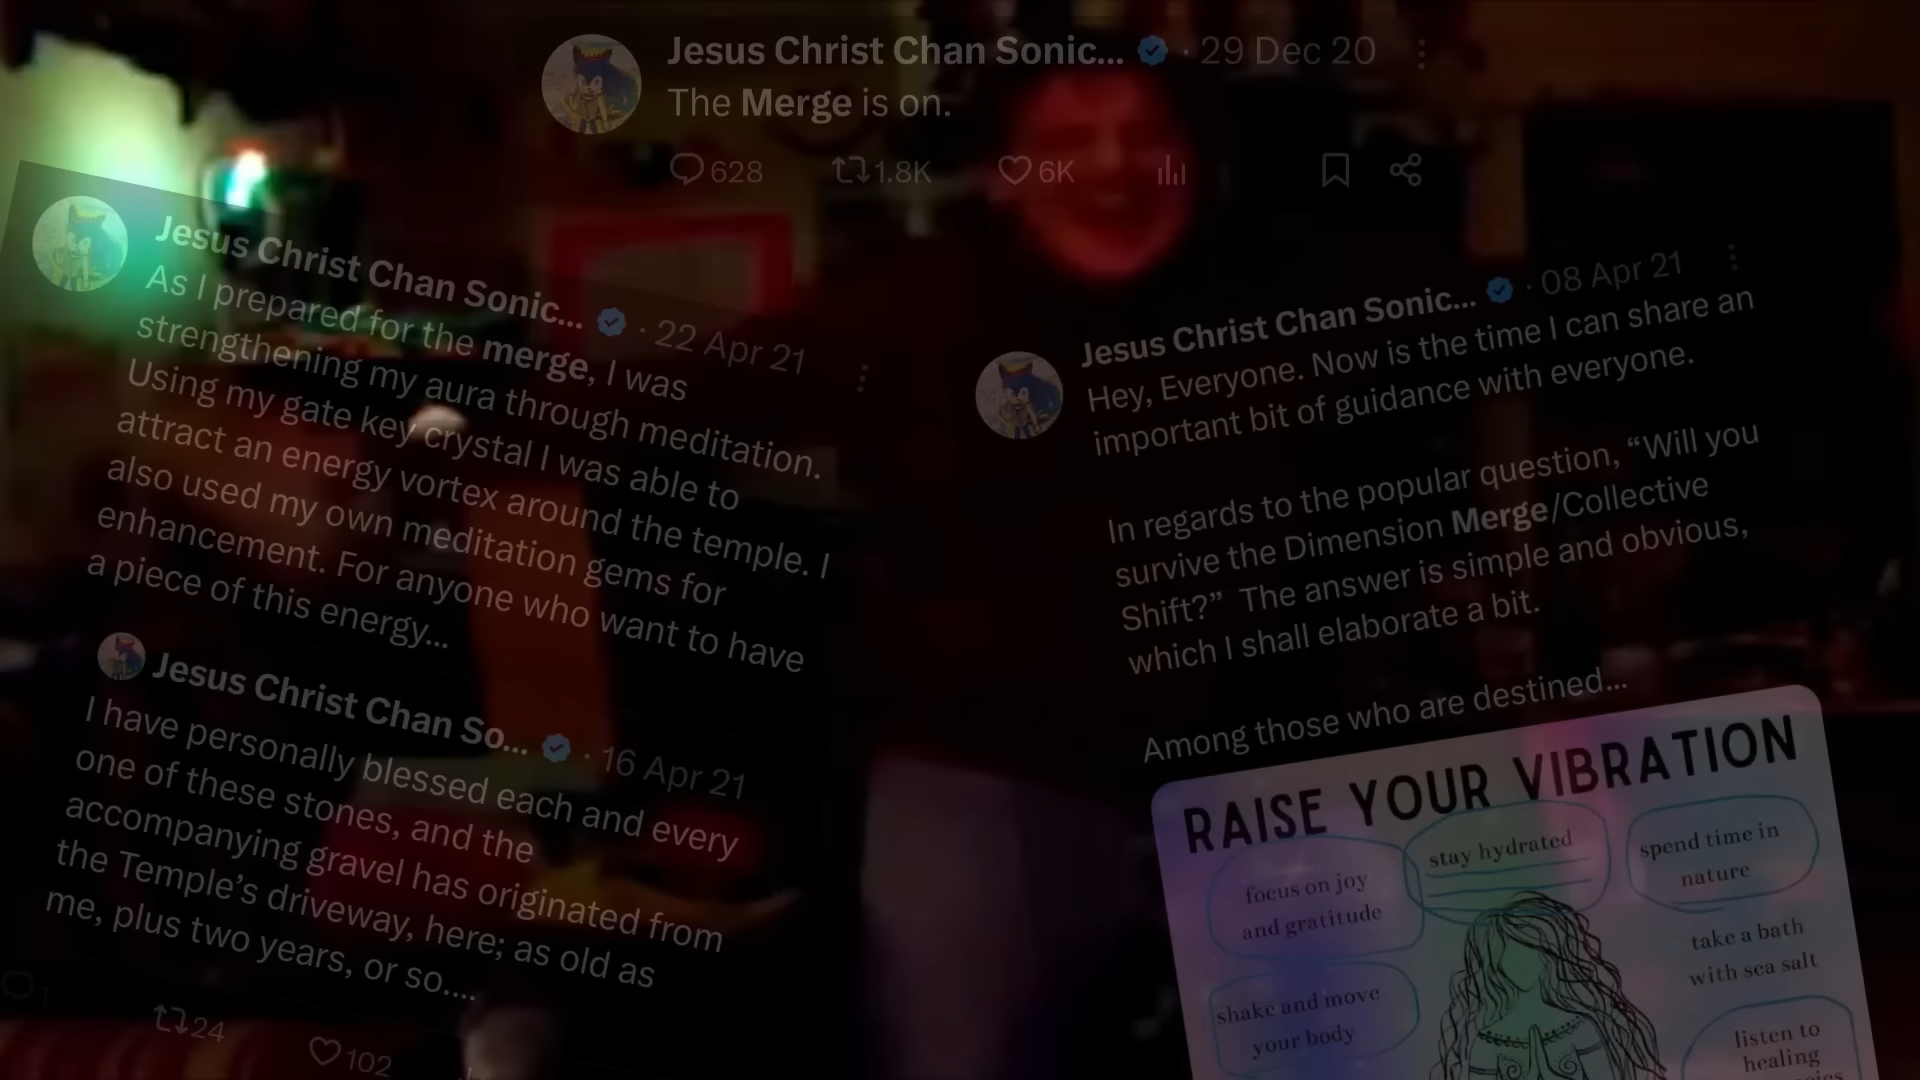 Jesus Christ Chan Sonic... · 29 Dec 20
The Merge is on.
628 1.8K 6K
Jesus Christ Chan Sonic... · 22 Apr 21
As I prepared for the merge, I was
strengthening my aura through meditation.
Using my gate key crystal I was able to
attract an energy vortex around the temple. I
also used my own meditation gems for
enhancement. For anyone who want to have
a piece of this energy...
Jesus Christ Chan So... · 16 Apr 21
I have personally blessed each and every
one of these stones, and the
accompanying gravel has originated from
the Temple’s driveway, here; as old as
me, plus two years, or so....
1 24 102
Jesus Christ Chan Sonic... · 08 Apr 21
Hey, Everyone. Now is the time I can share an
important bit of guidance with everyone.
In regards to the popular question, “Will you
survive the Dimension Merge/Collective
Shift?” The answer is simple and obvious,
which I shall elaborate a bit.
Among those who are destined...
RAISE YOUR VIBRATION
focus on joy
and gratitude
stay hydrated
spend time in
nature
take a bath
with sea salt
shake and move
your body
listen to
healing